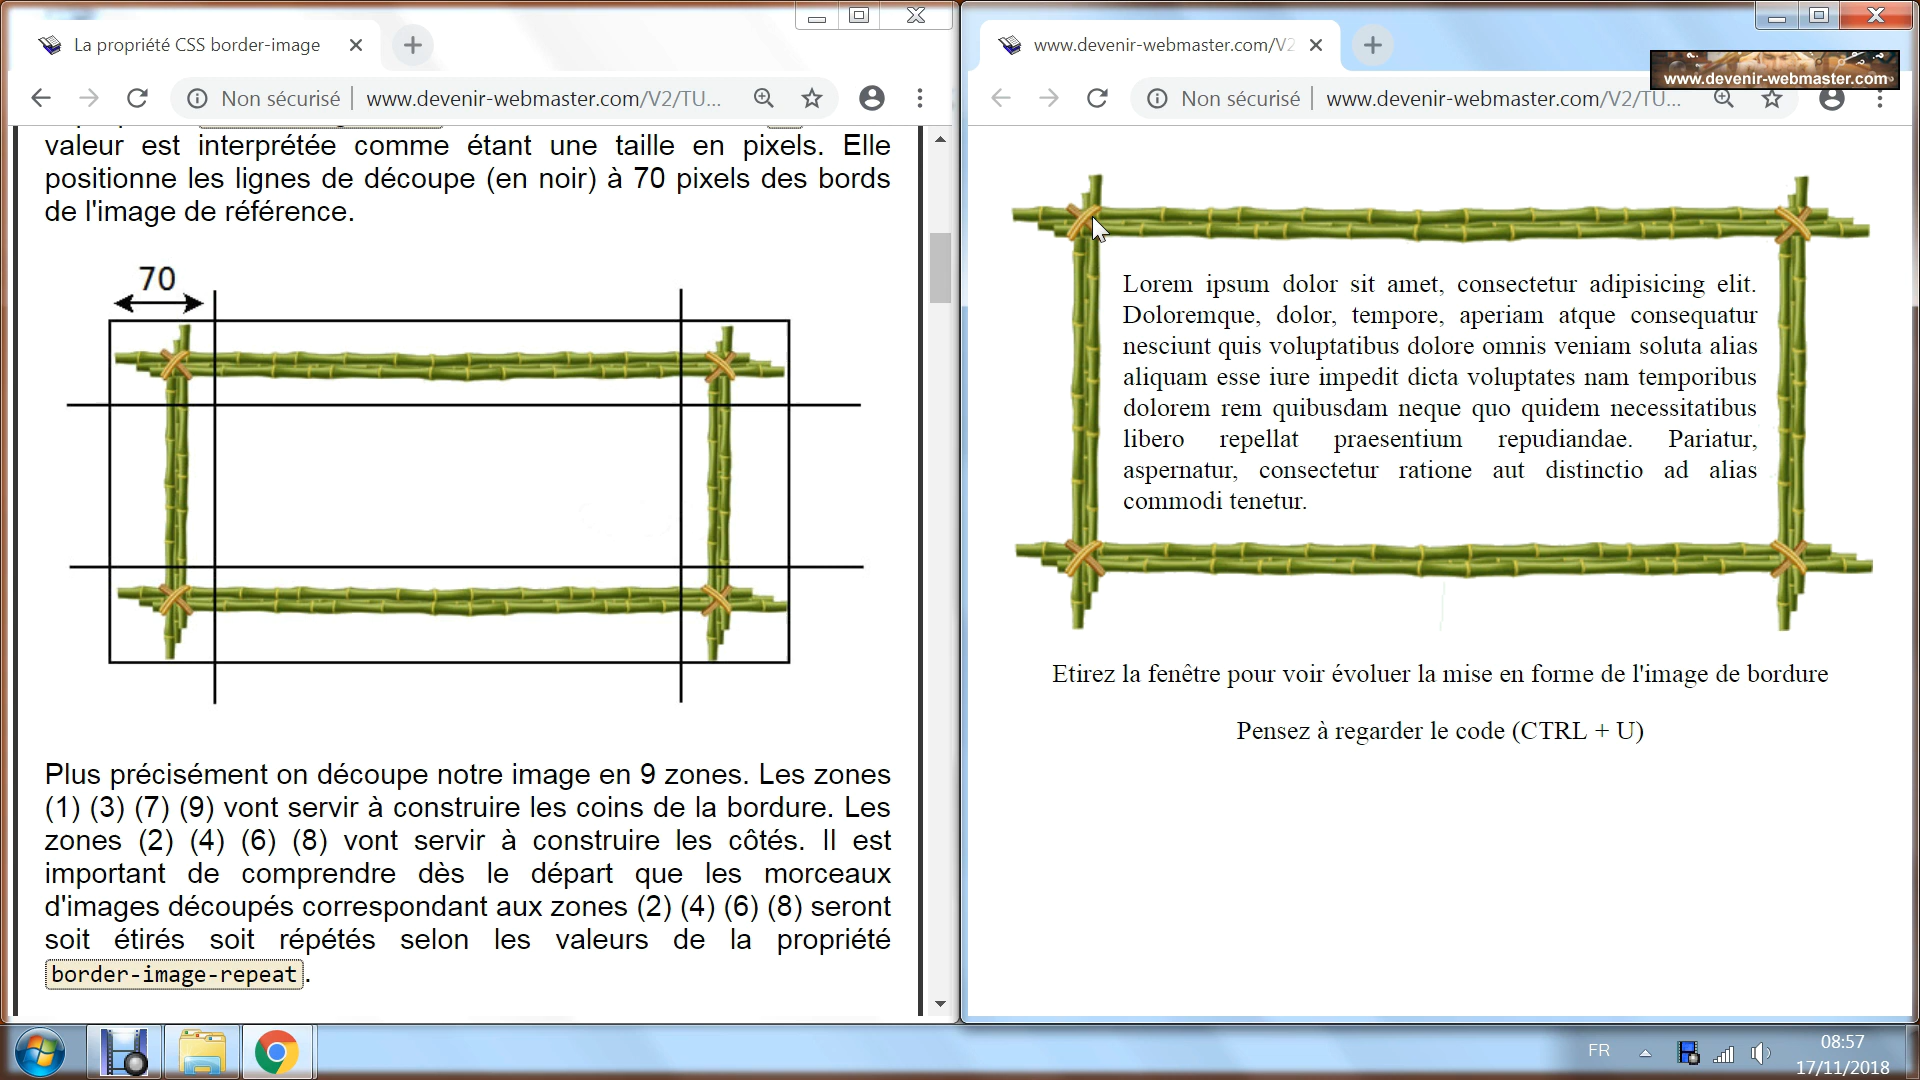 La propriété CSS border-image
Non sécurisé
www.devenir-webmaster.com/V2/TU...
valeur est interprétée comme étant une taille en pixels. Elle
positionne les lignes de découpe (en noir) à 70 pixels des bords
de l'image de référence.
70
Plus précisément on découpe notre image en 9 zones. Les zones
(1) (3) (7) (9) vont servir à construire les coins de la bordure. Les
zones (2) (4) (6) (8) vont servir à construire les côtés. Il est
important de comprendre dès le départ que les morceaux
d'images découpés correspondant aux zones (2) (4) (6) (8) seront
soit étirés soit répétés selon les valeurs de la propriété
border-image-repeat.
www.devenir-webmaster.com/V2
www.devenir-webmaster.com
Non sécurisé
www.devenir-webmaster.com/V2/TU...
Lorem ipsum dolor sit amet, consectetur adipisicing elit.
Doloremque, dolor, tempore, aperiam atque consequatur
nesciunt quis voluptatibus dolore omnis veniam soluta alias
aliquam esse iure impedit dicta voluptates nam temporibus
dolorem rem quibusdam neque quo quidem necessitatibus
libero repellat praesentium repudiandae. Pariatur,
aspernatur, consectetur ratione aut distinctio ad alias
commodi tenetur.
Etirez la fenêtre pour voir évoluer la mise en forme de l'image de bordure
Pensez à regarder le code (CTRL + U)
FR
08:57
17/11/2018